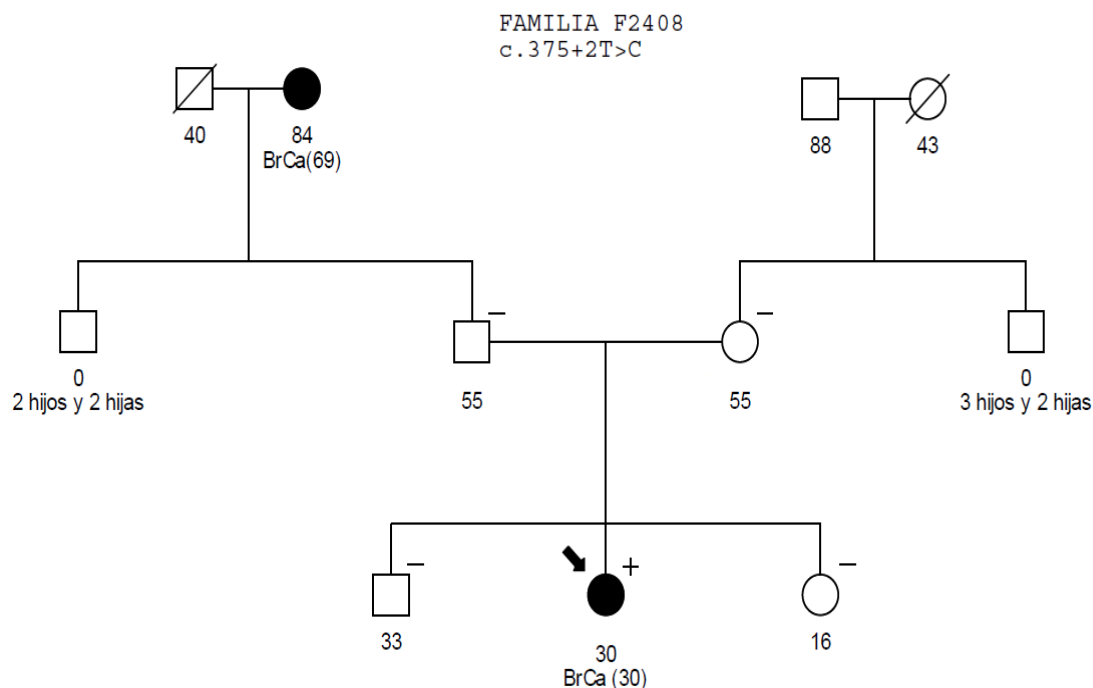 FAMILIA F2408
c.375+2T>C
40
84
BrCa(69)
88
43
0
2 hijos y 2 hijas
–
55
–
55
0
3 hijos y 2 hijas
–
33
+
30
BrCa (30)
–
16